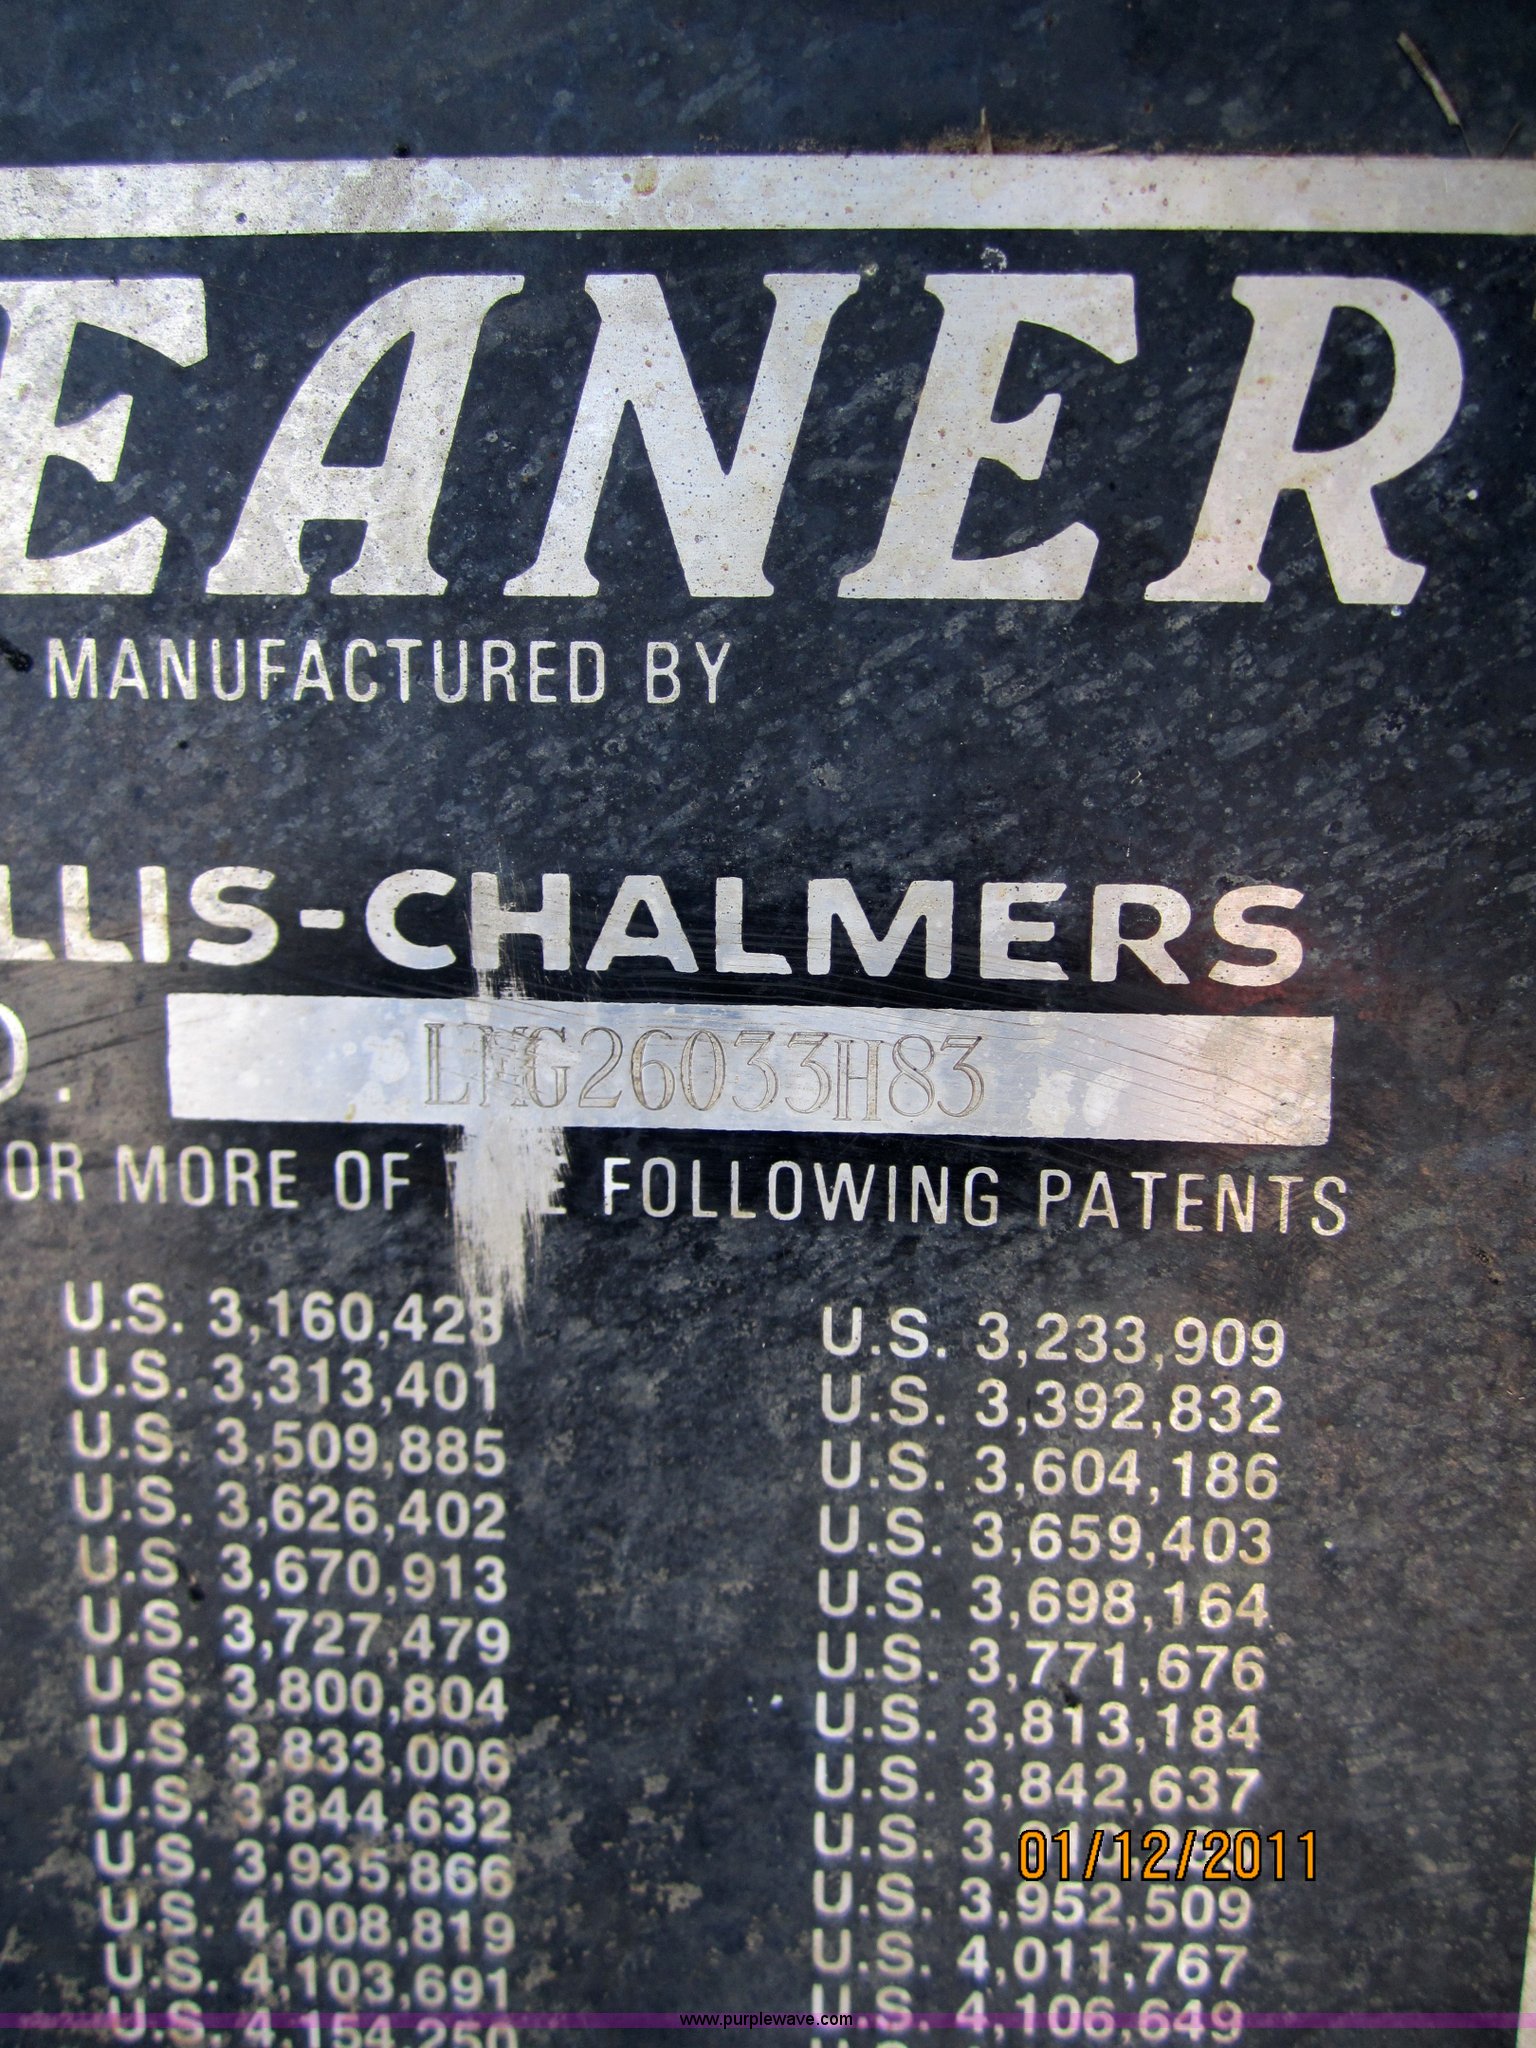 EANER
MANUFACTURED BY
LLIS-CHALMERS
O. LMG26033H83
OR MORE OF THE FOLLOWING PATENTS
U.S. 3,160,423 U.S. 3,233,909
U.S. 3,313,401 U.S. 3,392,832
U.S. 3,509,885 U.S. 3,604,186
U.S. 3,626,402 U.S. 3,659,403
U.S. 3,670,913 U.S. 3,698,164
U.S. 3,727,479 U.S. 3,771,676
U.S. 3,800,804 U.S. 3,813,184
U.S. 3,833,006 U.S. 3,842,637
U.S. 3,844,632 U.S.
U.S. 3,935,866 U.S. 3,952,509
U.S. 4,008,819 U.S. 4,011,767
U.S. 4,103,691 U.S. 4,106,649
U.S. 4,154,250 U.S.
01/12/2011
www.purplewave.com